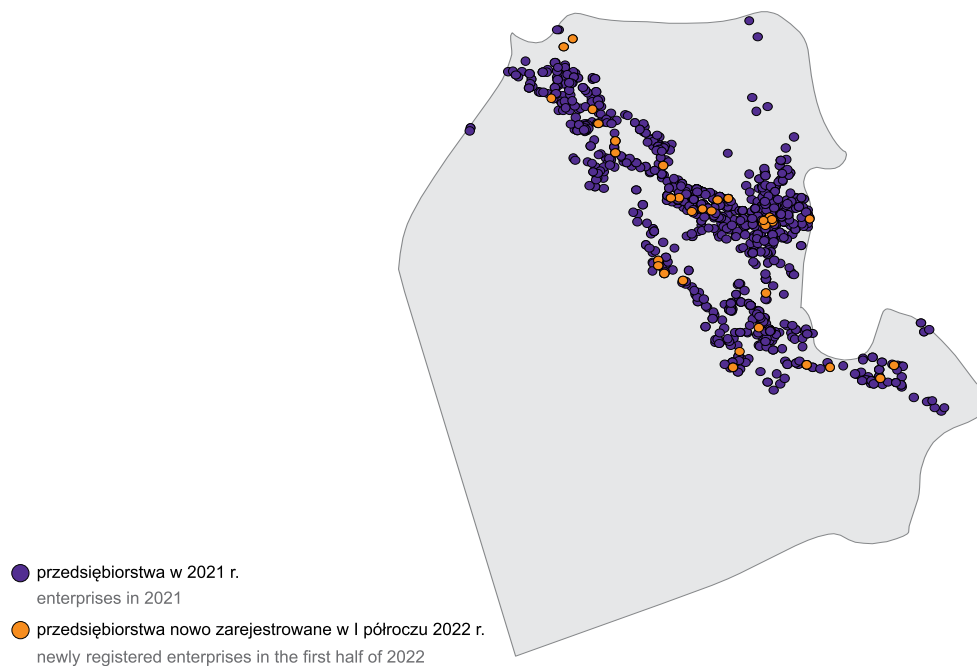 przedsiębiorstwa w 2021 r.
enterprises in 2021
przedsiębiorstwa nowo zarejestrowane w I półroczu 2022 r.
newly registered enterprises in the first half of 2022